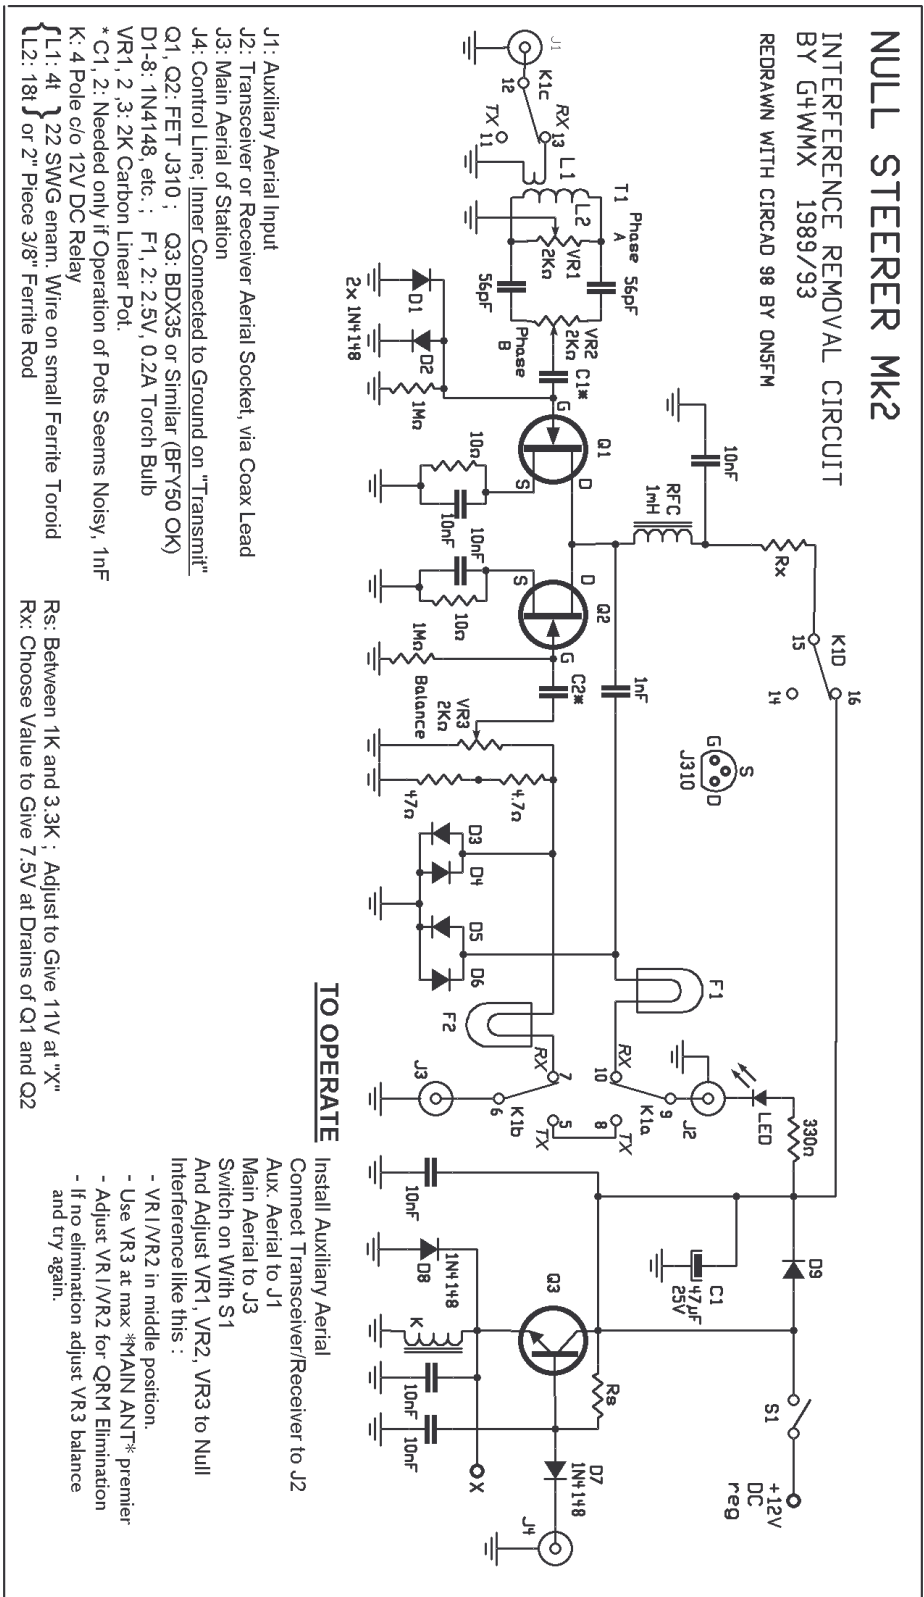 NULL STEERER Mk2
INTERFERENCE REMOVAL CIRCUIT
BY G4WMX 1989/93
REDRAWN WITH CIRCAD 98 BY ON5FM
J1
K1c
12
RX
13
TX
11
L1
T1
L2
Phase
A
VR1
2KΩ
56pF
56pF
VR2
2KΩ
Phase
B
C1*
D1
D2
2x 1N4148
1MΩ
G
Q1
S
D
10Ω
10nF
10nF
RFC
1mH
10nF
Rx
K1D
15
16
14
D
Q2
S
G
10Ω
1MΩ
C2*
1nF
VR3
2KΩ
Balance
47Ω
4.7Ω
G
S
D
J310
D3
D4
D5
D6
F1
F2
RX
10
K1a
9
8
TX
RX
7
K1b
6
5
TX
J3
J2
LED
330Ω
10nF
C1
47µF
25V
D9
1N4148
D8
Q3
K
10nF
10nF
Rs
X
D7
1N4148
J4
S1
+12V
DC
reg
J1: Auxiliary Aerial Input
J2: Transceiver or Receiver Aerial Socket, via Coax Lead
J3: Main Aerial of Station
J4: Control Line; Inner Connected to Ground on "Transmit"
Q1, Q2: FET J310 ; Q3: BDX35 or Similar (BFY50 OK)
D1-8: 1N4148, etc. ; F1, 2: 2.5V, 0.2A Torch Bulb
VR1, 2 ,3: 2K Carbon Linear Pot.
* C1, 2: Needed only if Operation of Pots Seems Noisy, 1nF
K: 4 Pole c/o 12V DC Relay
{L1: 4t } 22 SWG enam. Wire on small Ferrite Toroid
{L2: 18t} or 2" Piece 3/8" Ferrite Rod
Rs: Between 1K and 3.3K ; Adjust to Give 11V at "X"
Rx: Choose Value to Give 7.5V at Drains of Q1 and Q2
TO OPERATE
Install Auxiliary Aerial
Connect Transceiver/Receiver to J2
Aux. Aerial to J1
Main Aerial to J3
Switch on With S1
And Adjust VR1, VR2, VR3 to Null
Interference like this :
- VR1/VR2 in middle position.
- Use VR3 at max *MAIN ANT* premier
- Adjust VR1/VR2 for QRM Elimination
- If no elimination adjust VR3 balance
and try again.